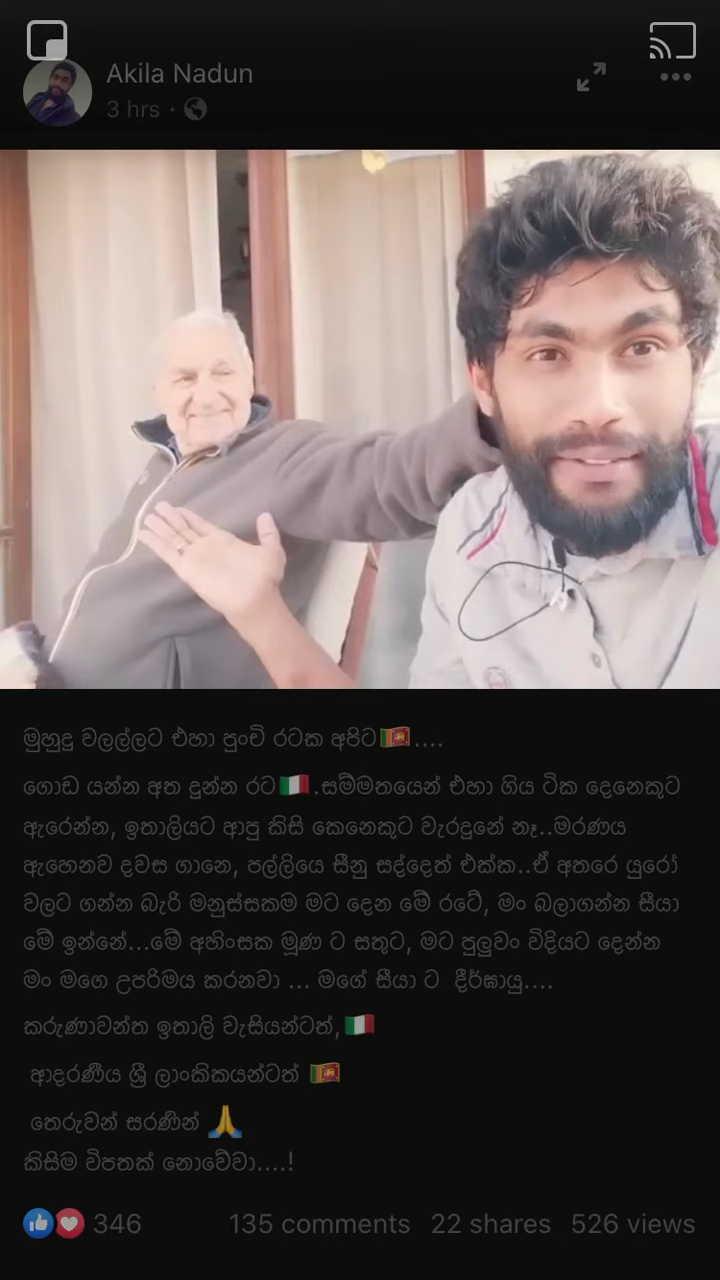 Akila Nadun
3 hrs ·
මුහුදු වලල්ලට එහා පුංචි රටක අපිට🇱🇰....
ගොඩ යන්න අත දුන්න රට🇮🇹.සම්මතයෙන් එහා ගිය ටික දෙනෙකුට
ඇරෙන්න, ඉතාලියට ආපු කිසි කෙනෙකුට වැරදුනේ නෑ..මරණය
ඇහෙනව දවස ගානෙ, පල්ලියෙ සීනු සද්දෙත් එක්ක..ඒ අතරෙ යුරෝ
වලට ගන්න බැරි මනුස්සකම මට දෙන මේ රටේ, මං බලාගන්න සීයා
මේ ඉන්නේ...මේ අහිංසක මූණ ට සතුට, මට පුලුවං විදියට දෙන්න
මං මගෙ උපරිමය කරනවා ... මගේ සීයා ට දීර්ඝායු....
කරුණාවන්ත ඉතාලි වැසියන්ටත්,🇮🇹
ආදරණීය ශ්‍රී ලාංකිකයන්ටත් 🇱🇰
තෙරුවන් සරණින් 🙏
කිසිම විපතක් නොවේවා....!
346 135 comments 22 shares 526 views